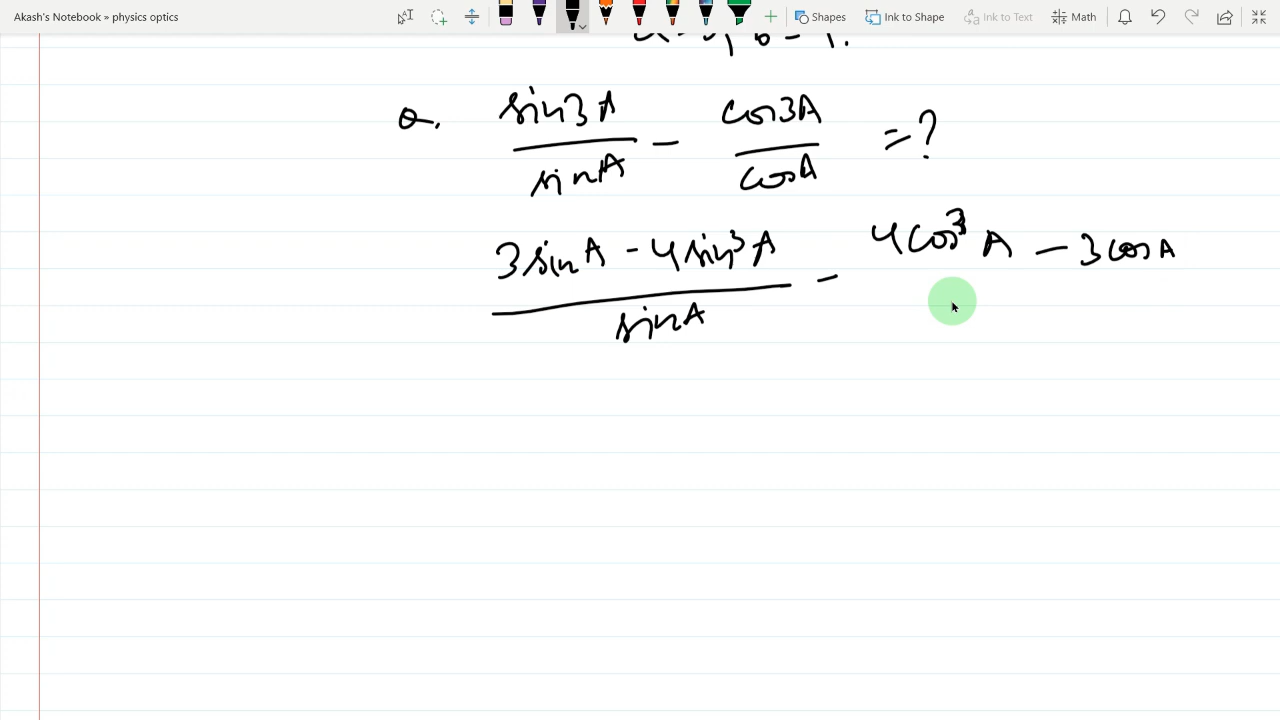 Akash's Notebook » physics optics
Shapes Ink to Shape Ink to Text Math
Q. sin3A/sinA - cos3A/cosA = ?
3sinA - 4sin³A/sinA - 4cos³A - 3cosA